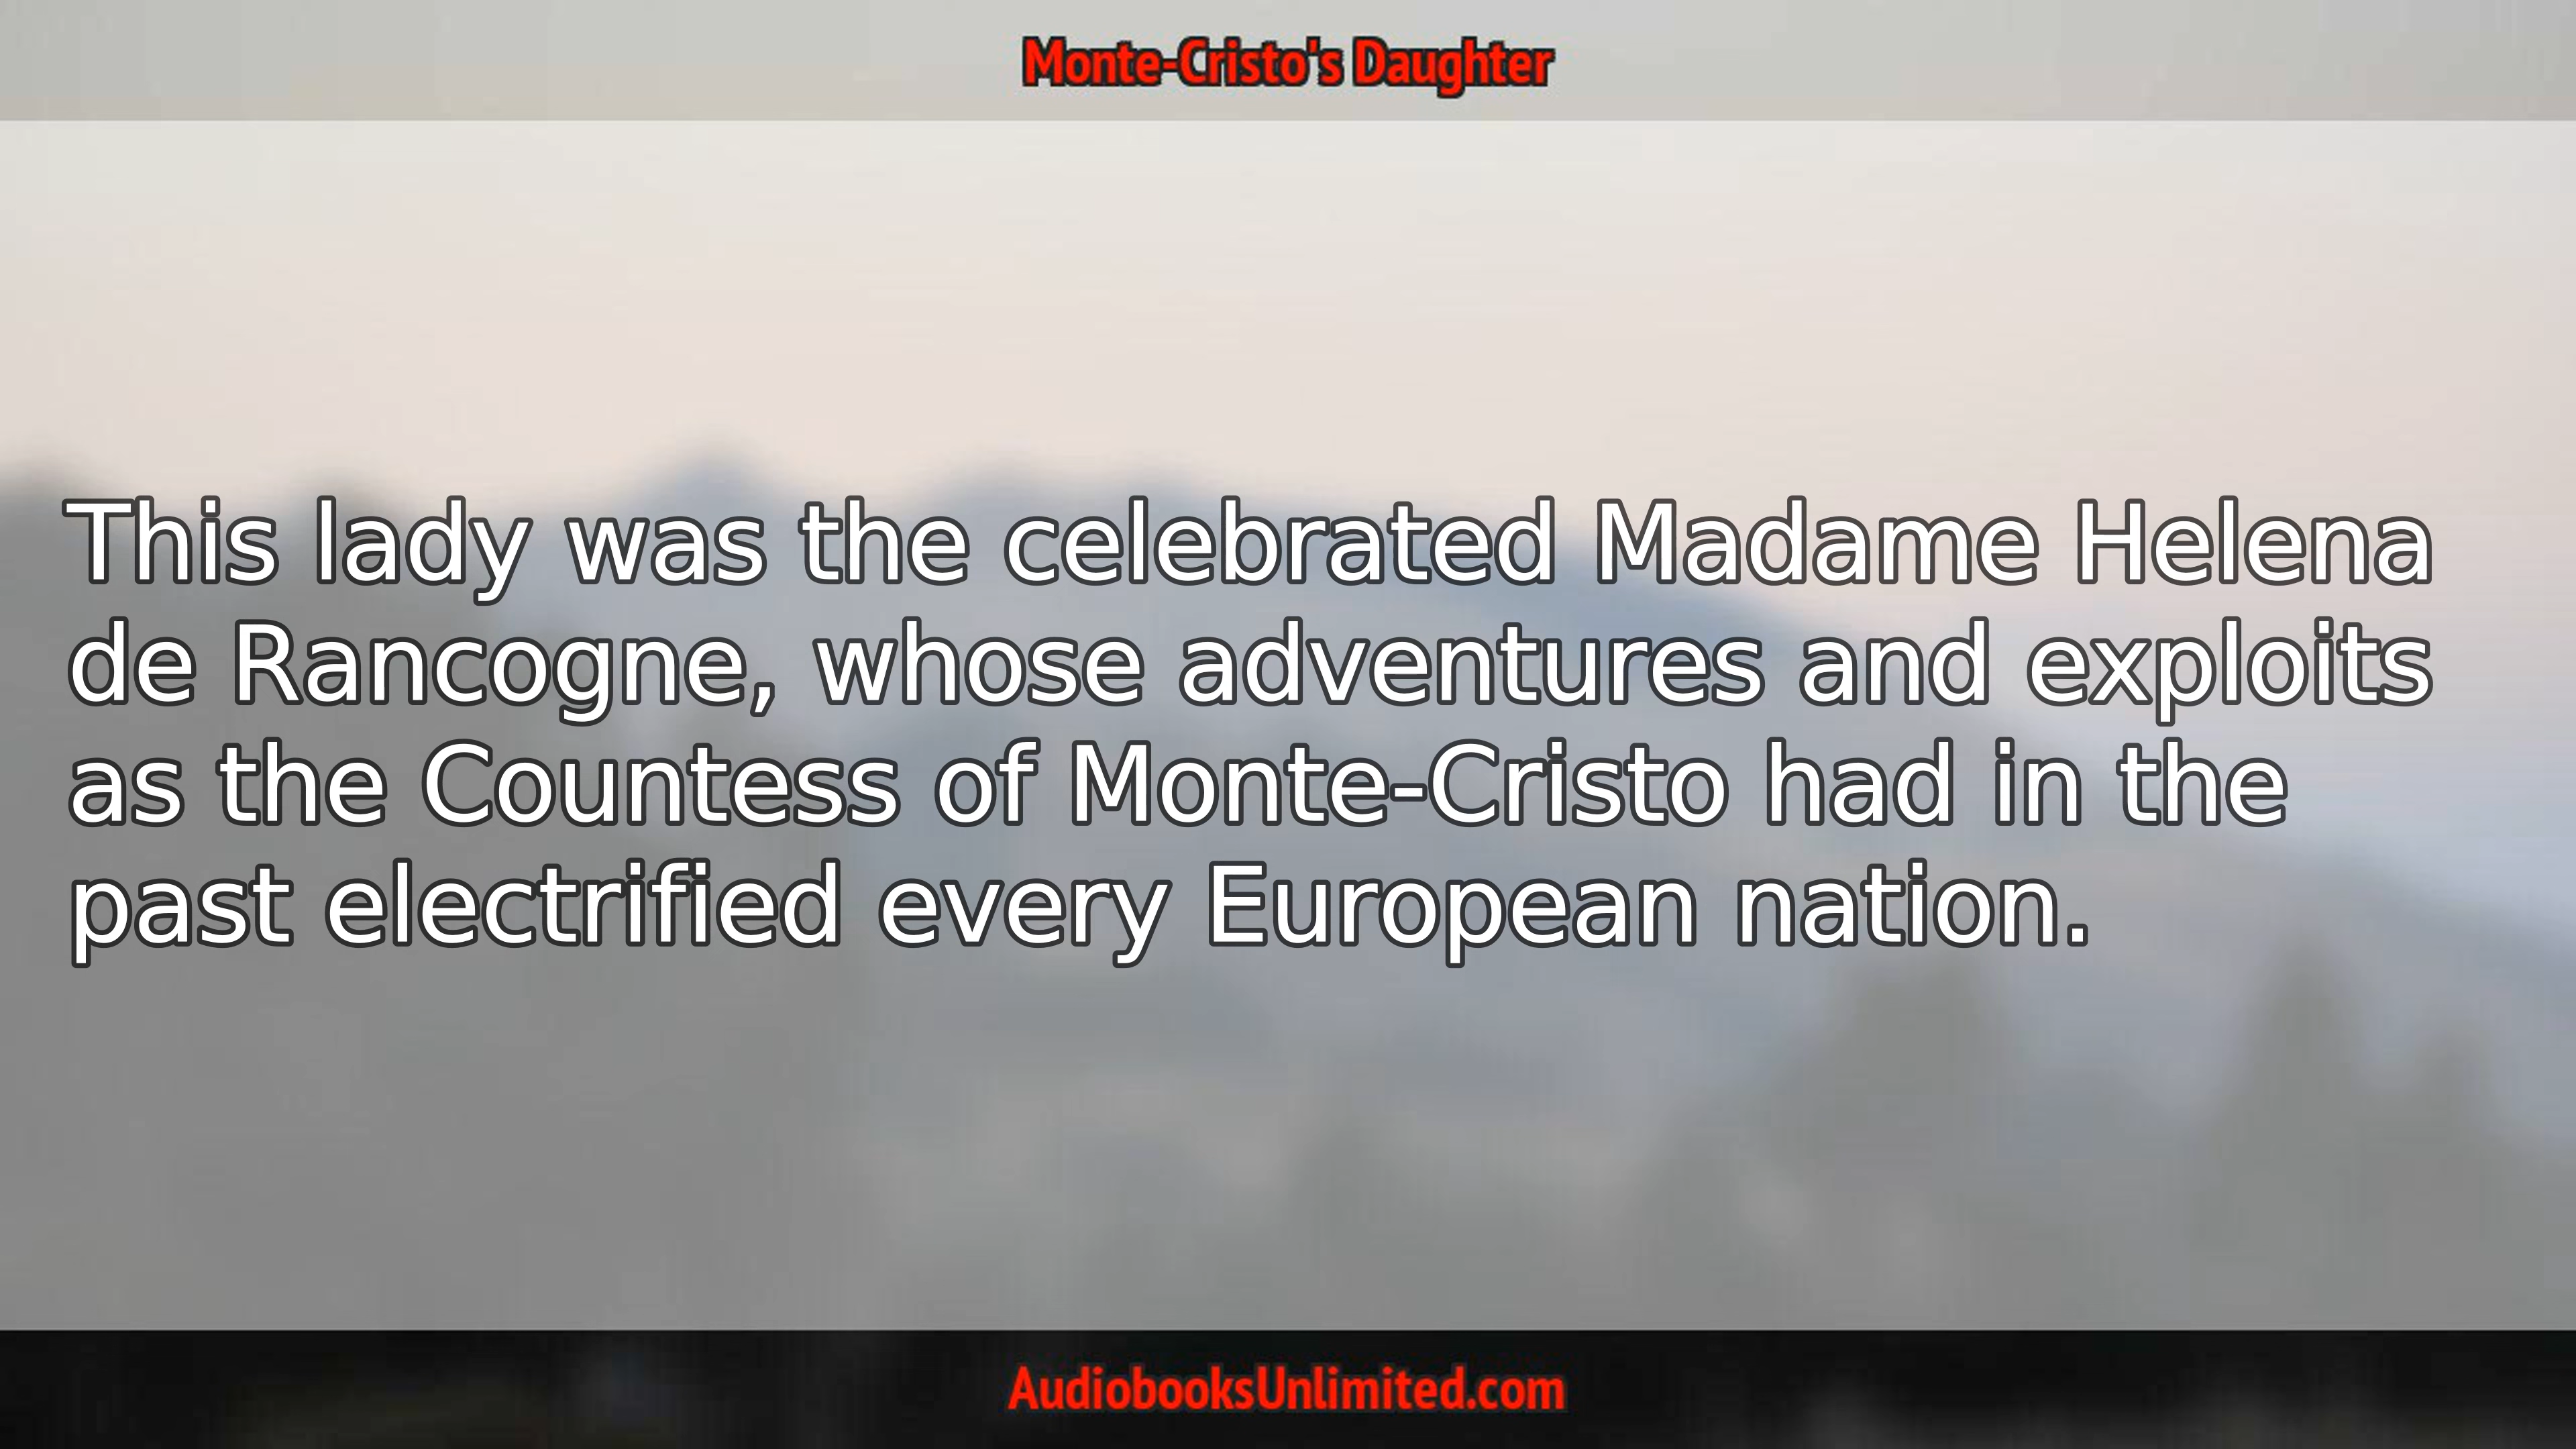 Monte-Cristo's Daughter
This lady was the celebrated Madame Helena
de Rancogne, whose adventures and exploits
as the Countess of Monte-Cristo had in the
past electrified every European nation.
AudiobooksUnlimited.com